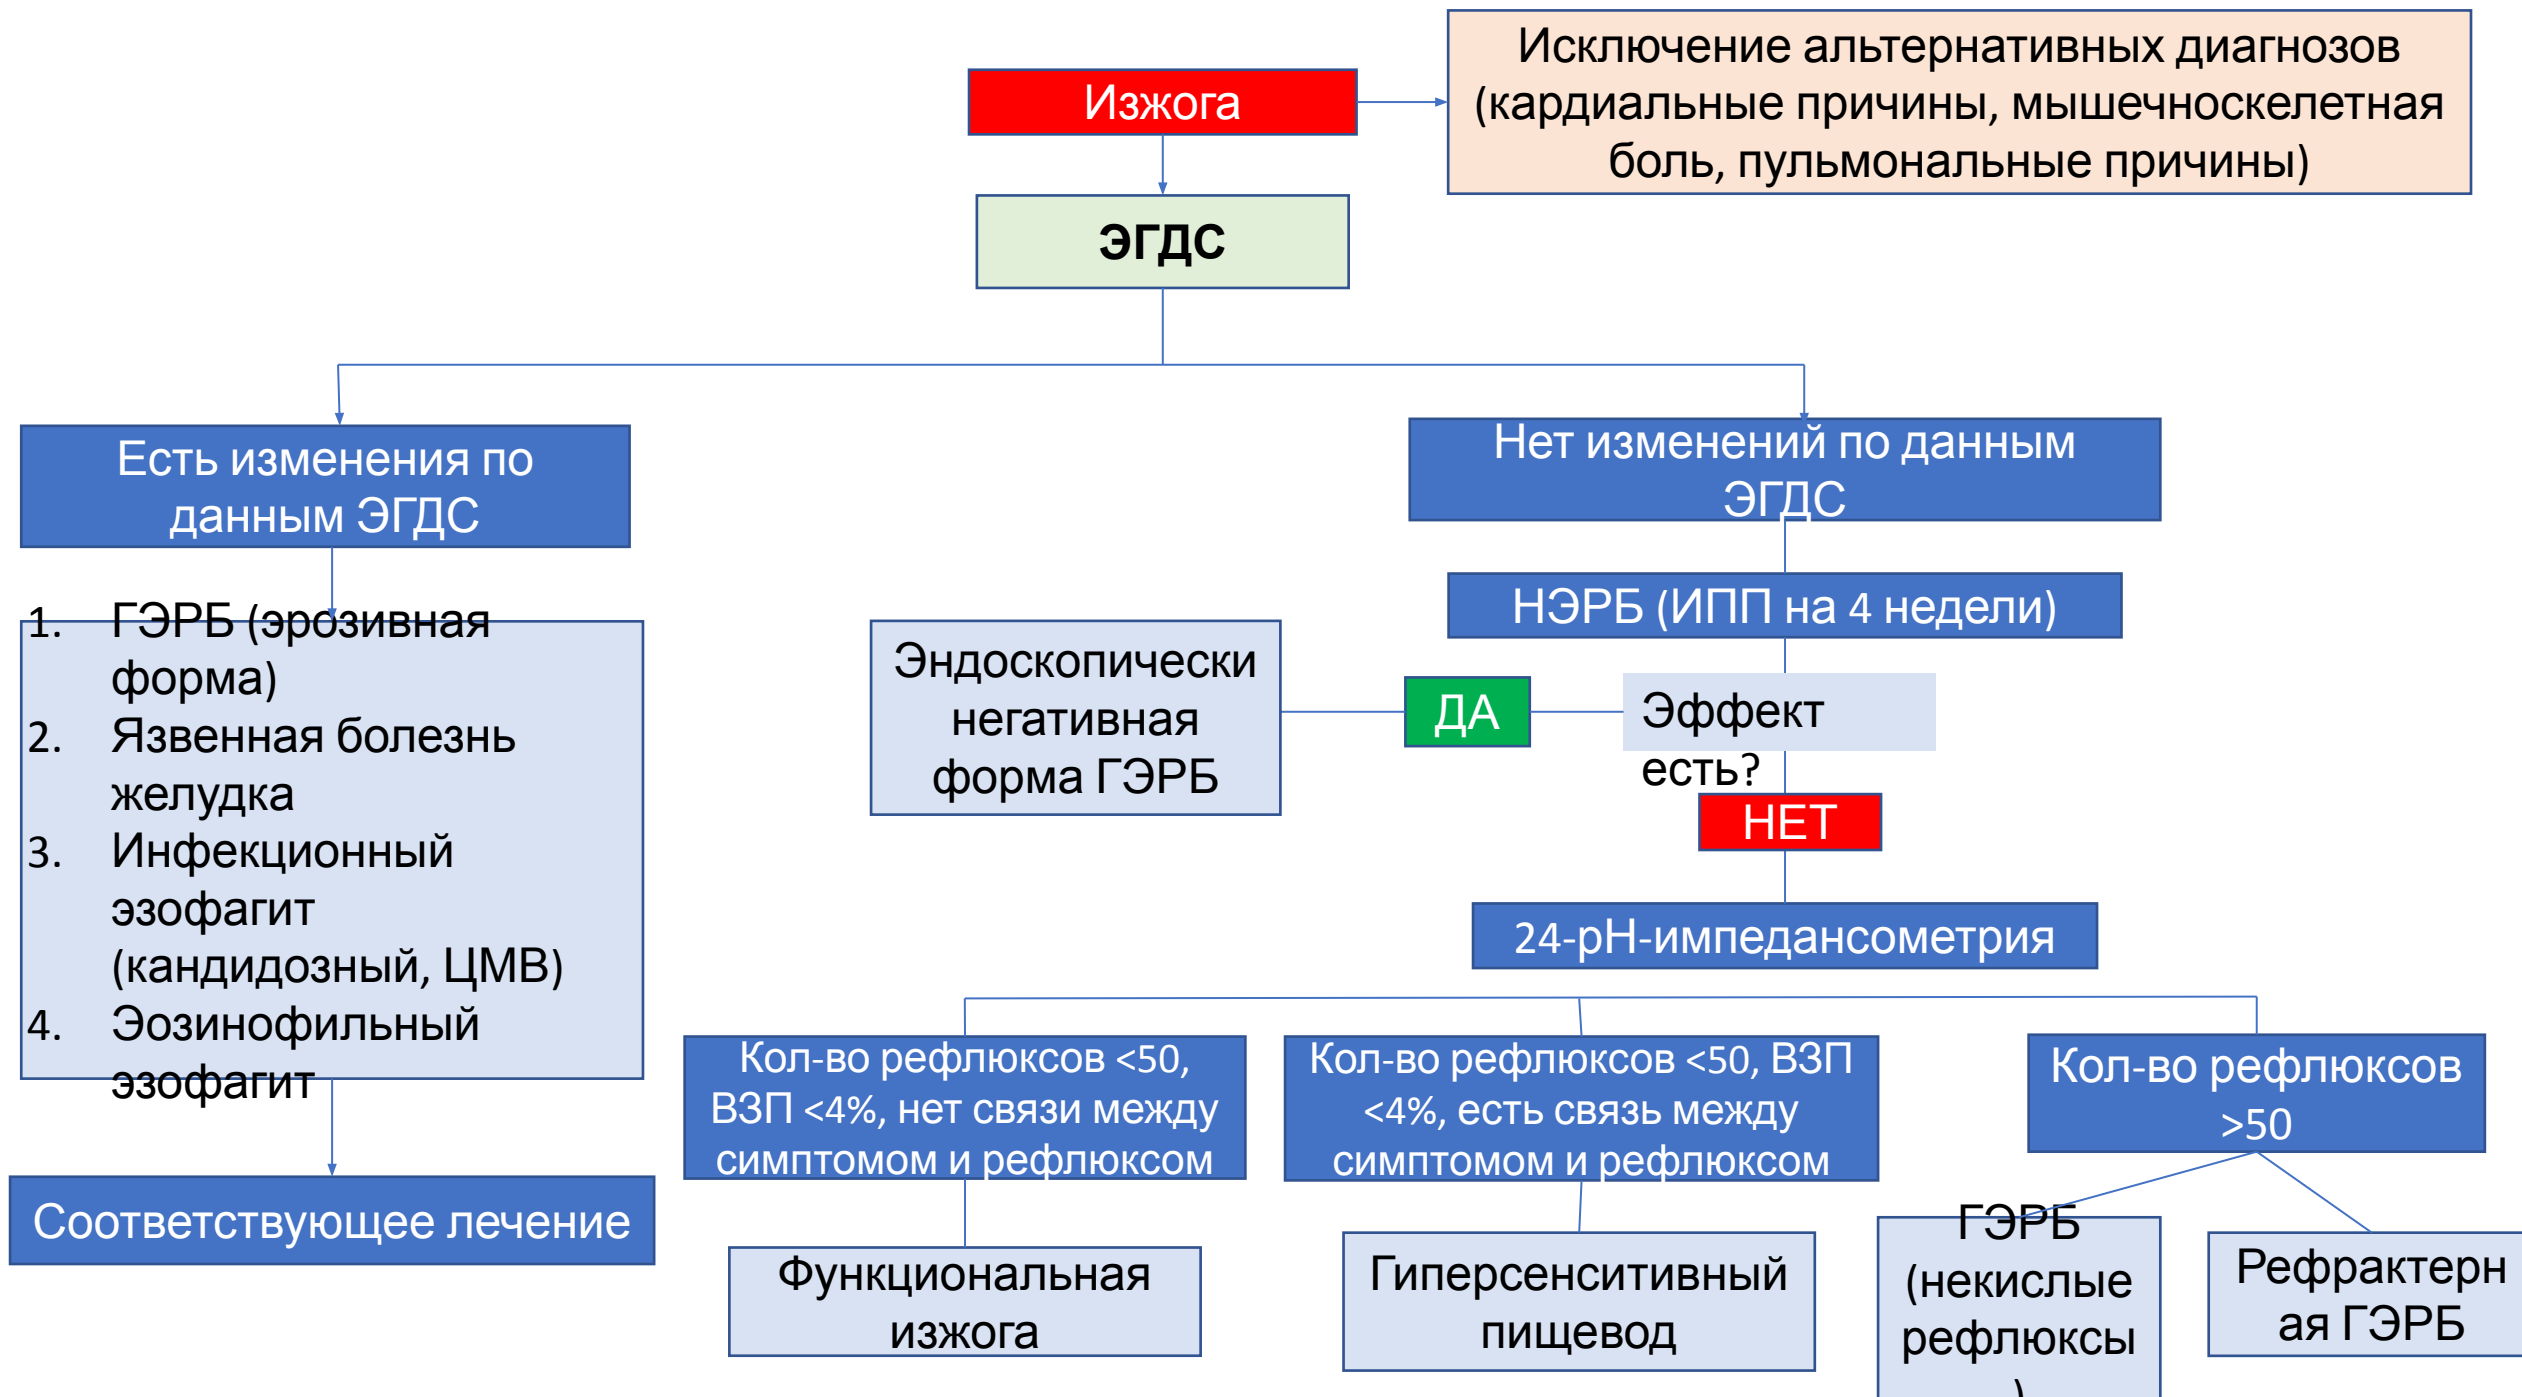 Изжога
Исключение альтернативных диагнозов
(кардиальные причины, мышечноскелетная
боль, пульмональные причины)
ЭГДС
Есть изменения по
данным ЭГДС
Нет изменений по данным
ЭГДС
1. ГЭРБ (эрозивная
форма)
2. Язвенная болезнь
желудка
3. Инфекционный
эзофагит
(кандидозный, ЦМВ)
4. Эозинофильный
эзофагит
Соответствующее лечение
НЭРБ (ИПП на 4 недели)
Эффект
есть?
ДА
Эндоскопически
негативная
форма ГЭРБ
НЕТ
24-рН-импедансометрия
Кол-во рефлюксов <50,
ВЗП <4%, нет связи между
симптомом и рефлюксом
Кол-во рефлюксов <50, ВЗП
<4%, есть связь между
симптомом и рефлюксом
Кол-во рефлюксов
>50
Функциональная
изжога
Гиперсенситивный
пищевод
ГЭРБ
(некислые
рефлюксы
)
Рефрактерн
ая ГЭРБ